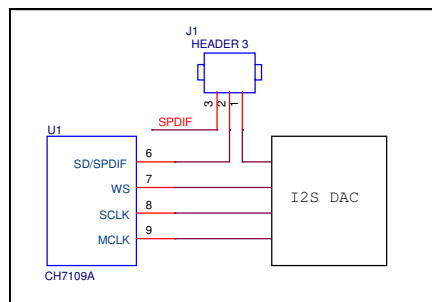 J1
HEADER 3
3 2 1
SPDIF
U1
SD/SPDIF 6
WS 7
I2S DAC
SCLK 8
MCLK 9
CH7109A